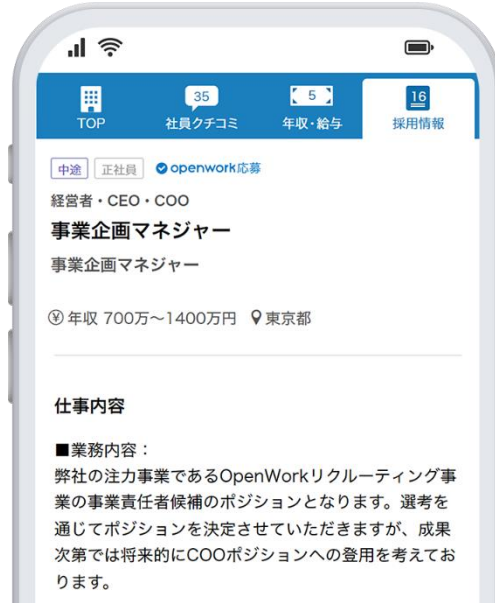 TOP
35
社員クチコミ
5
年収・給与
16
採用情報
中途 正社員 openwork応募
経営者・CEO・COO
事業企画マネジャー
事業企画マネジャー
¥ 年収 700万〜1400万円 東京都
仕事内容
■業務内容：
弊社の注力事業であるOpenWorkリクルーティング事
業の事業責任者候補のポジションとなります。選考を
通じてポジションを決定させていただきますが、成果
次第では将来的にCOOポジションへの登用を考えてお
ります。